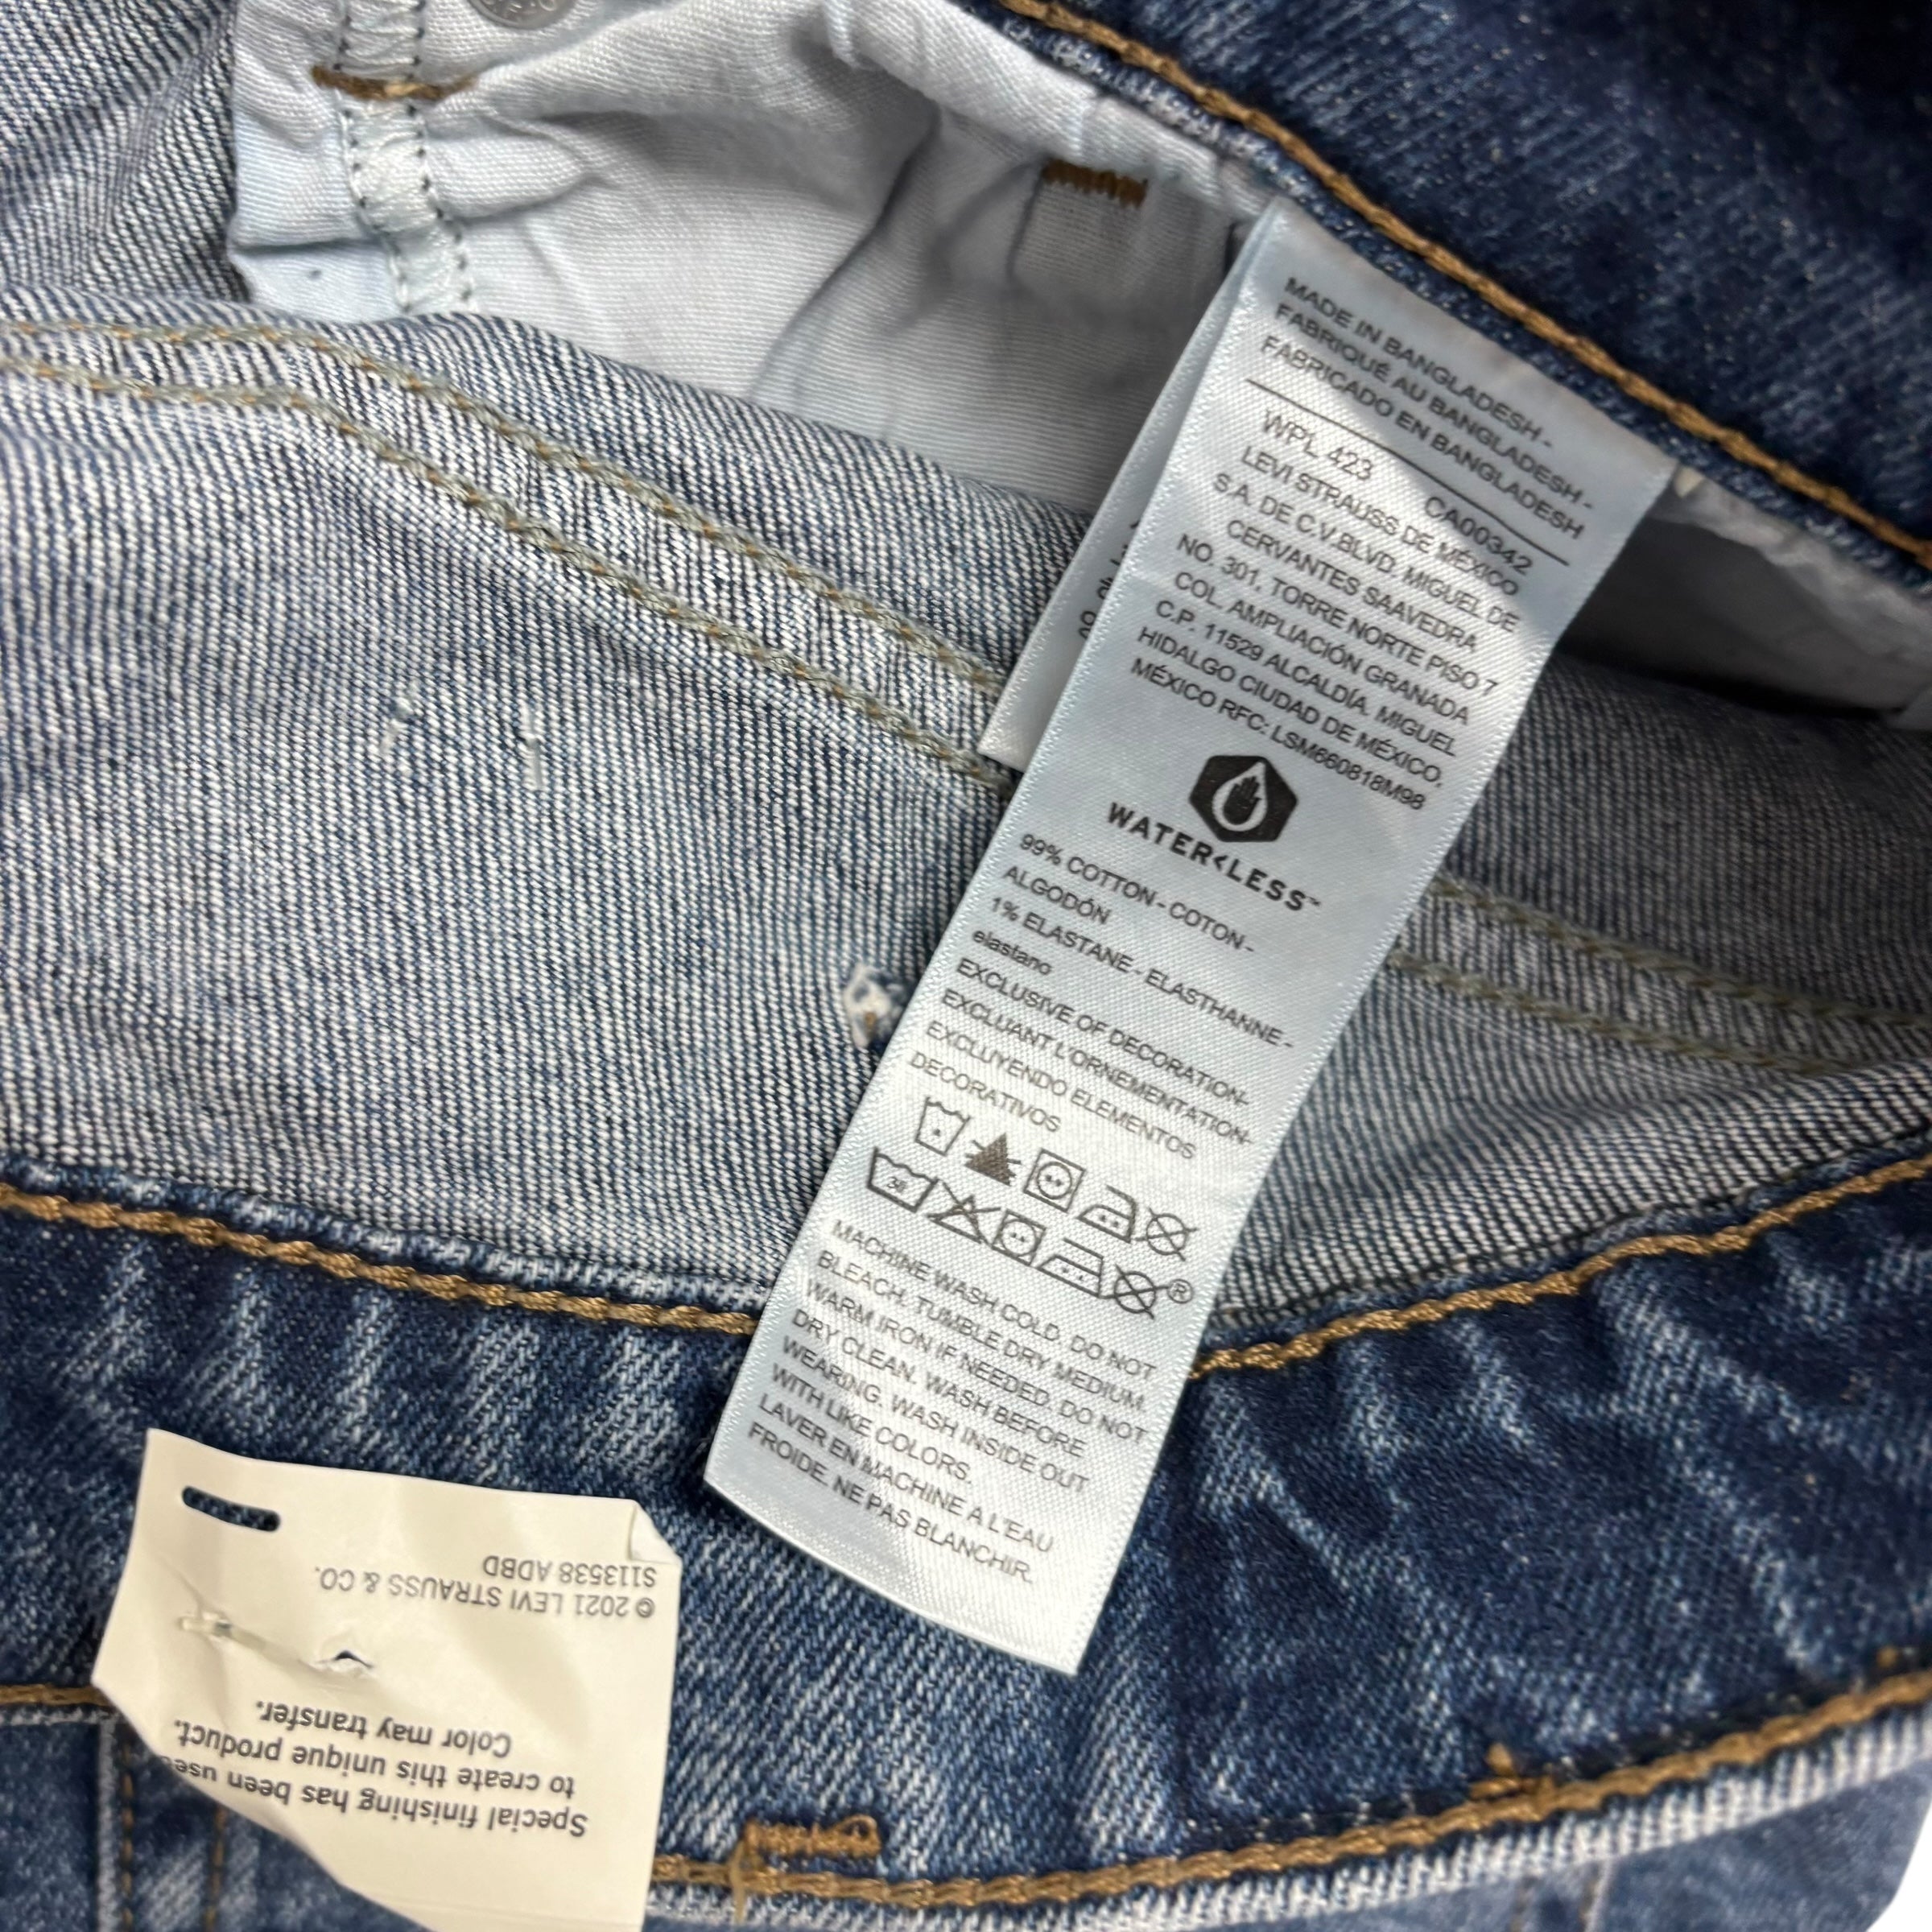 MADE IN BANGLADESH -
FABRIQUÉ AU BANGLADESH -
FABRICADO EN BANGLADESH
WPL 423 CA00342
LEVI STRAUSS DE MÉXICO
S.A. DE C.V.BLVD. MIGUEL DE
CERVANTES SAAVEDRA
NO. 301, TORRE NORTE PISO 7
COL. AMPLIACIÓN GRANADA
C.P. 11529 ALCALDÍA. MIGUEL
HIDALGO CIUDAD DE MÉXICO,
MÉXICO RFC: LSM660818M98
WATER<LESS™
99% COTTON - COTON -
ALGODÓN
1% ELASTANE - ELASTHANNE -
elastano
EXCLUSIVE OF DECORATION-
EXCLUANT L'ORNEMENTATION-
EXCLUYENDO ELEMENTOS
DECORATIVOS
30
®
MACHINE WASH COLD. DO NOT
BLEACH. TUMBLE DRY MEDIUM.
WARM IRON IF NEEDED. DO NOT
DRY CLEAN. WASH BEFORE
WEARING. WASH INSIDE OUT
WITH LIKE COLORS.
LAVER EN MACHINE A L'EAU
FROIDE. NE PAS BLANCHIR.
Special finishing has been
to create this unique product.
Color may transfer.
© 2021 LEVI STRAUSS & CO.
S113538 ADBD